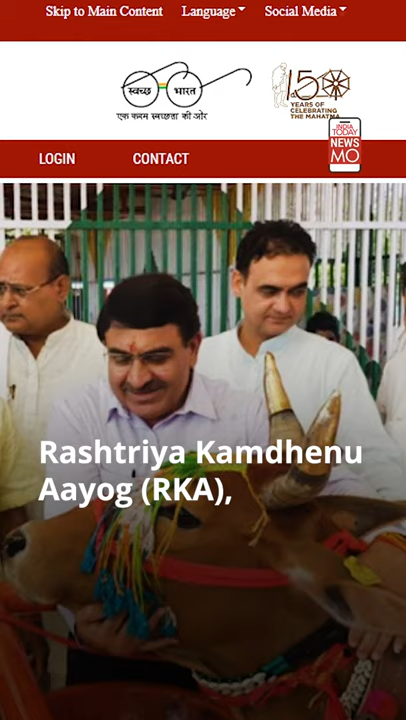 Skip to Main Content Language Social Media
स्वच्छ भारत
एक कदम स्वच्छता की ओर
150
YEARS OF
CELEBRATING
THE MAHATMA
INDIA
TODAY
NEWS
MO
LOGIN CONTACT
Rashtriya Kamdhenu
Aayog (RKA),